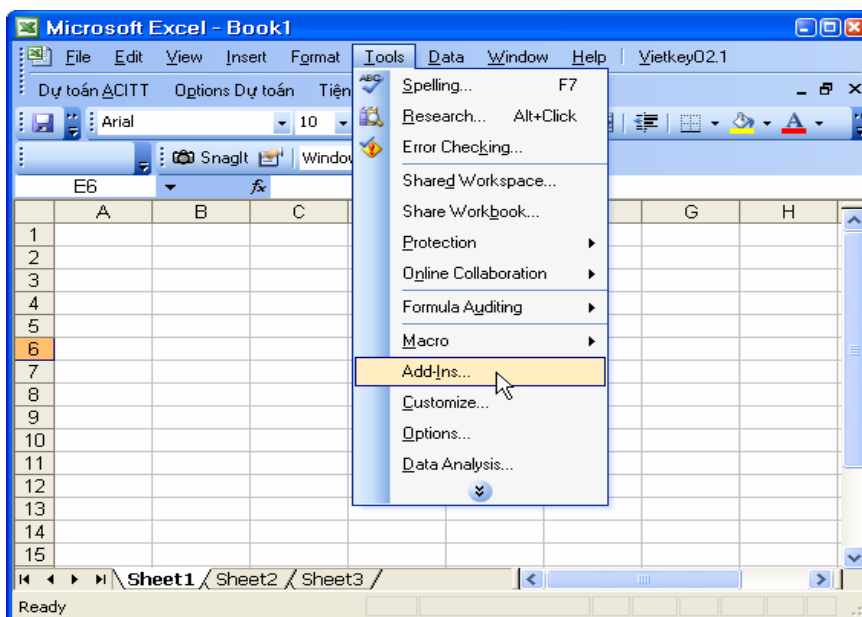 Microsoft Excel - Book1
File Edit View Insert Format Tools Data Window Help Vietkey02.1
Dự toán ACITT Options Dự toán Tiện
Arial 10
SnagIt Window
E6 fx
A B C G H
1
2
3
4
5
6
7
8
9
10
11
12
13
14
15
ABC Spelling... F7
Research... Alt+Click
Error Checking...
Shared Workspace...
Share Workbook...
Protection
Online Collaboration
Formula Auditing
Macro
Add-Ins...
Customize...
Options...
Data Analysis...
Sheet1 Sheet2 Sheet3
Ready